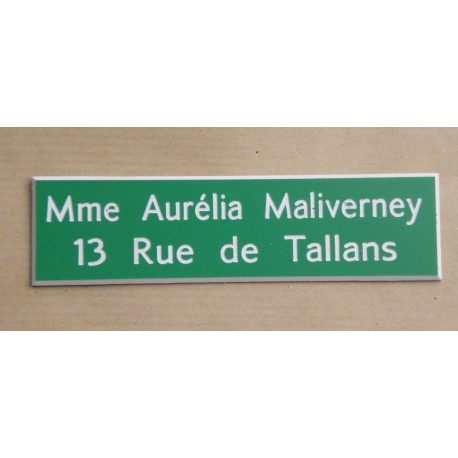 Mme Aurélia Maliverney
13 Rue de Tallans